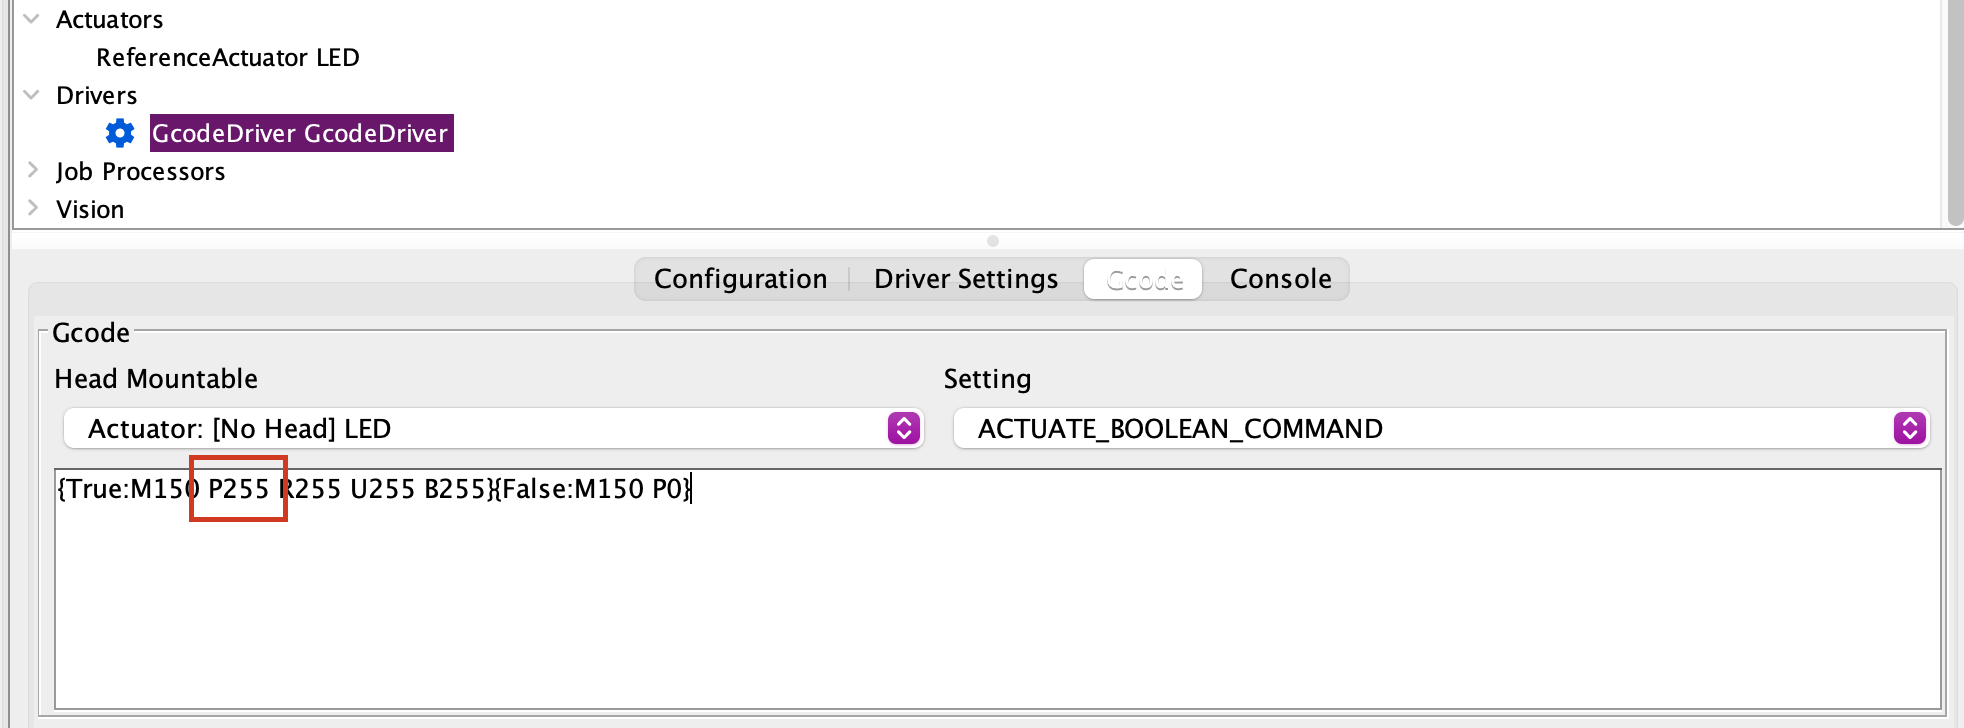 Actuators
ReferenceActuator LED
Drivers
GcodeDriver GcodeDriver
Job Processors
Vision
Configuration Driver Settings Gcode Console
Gcode
Head Mountable Setting
Actuator: [No Head] LED ACTUATE_BOOLEAN_COMMAND
{True:M150 P255 R255 U255 B255}{False:M150 P0}